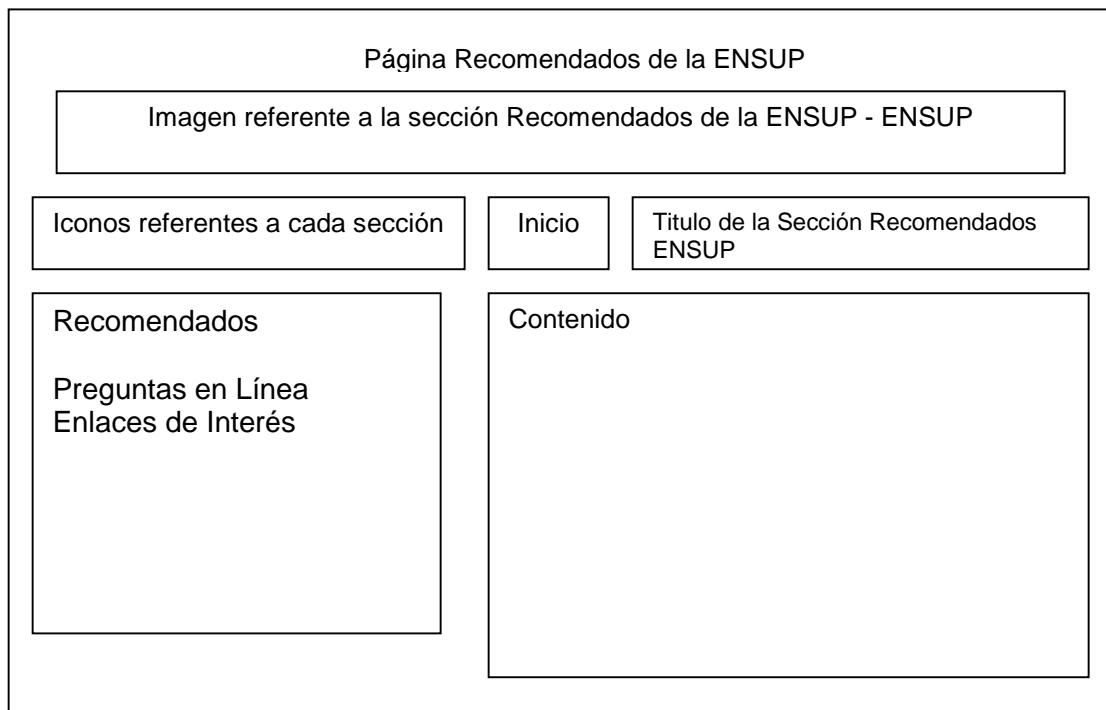 Página Recomendados de la ENSUP
Imagen referente a la sección Recomendados de la ENSUP - ENSUP
Iconos referentes a cada sección
Inicio
Titulo de la Sección Recomendados
ENSUP
Recomendados
Preguntas en Línea
Enlaces de Interés
Contenido